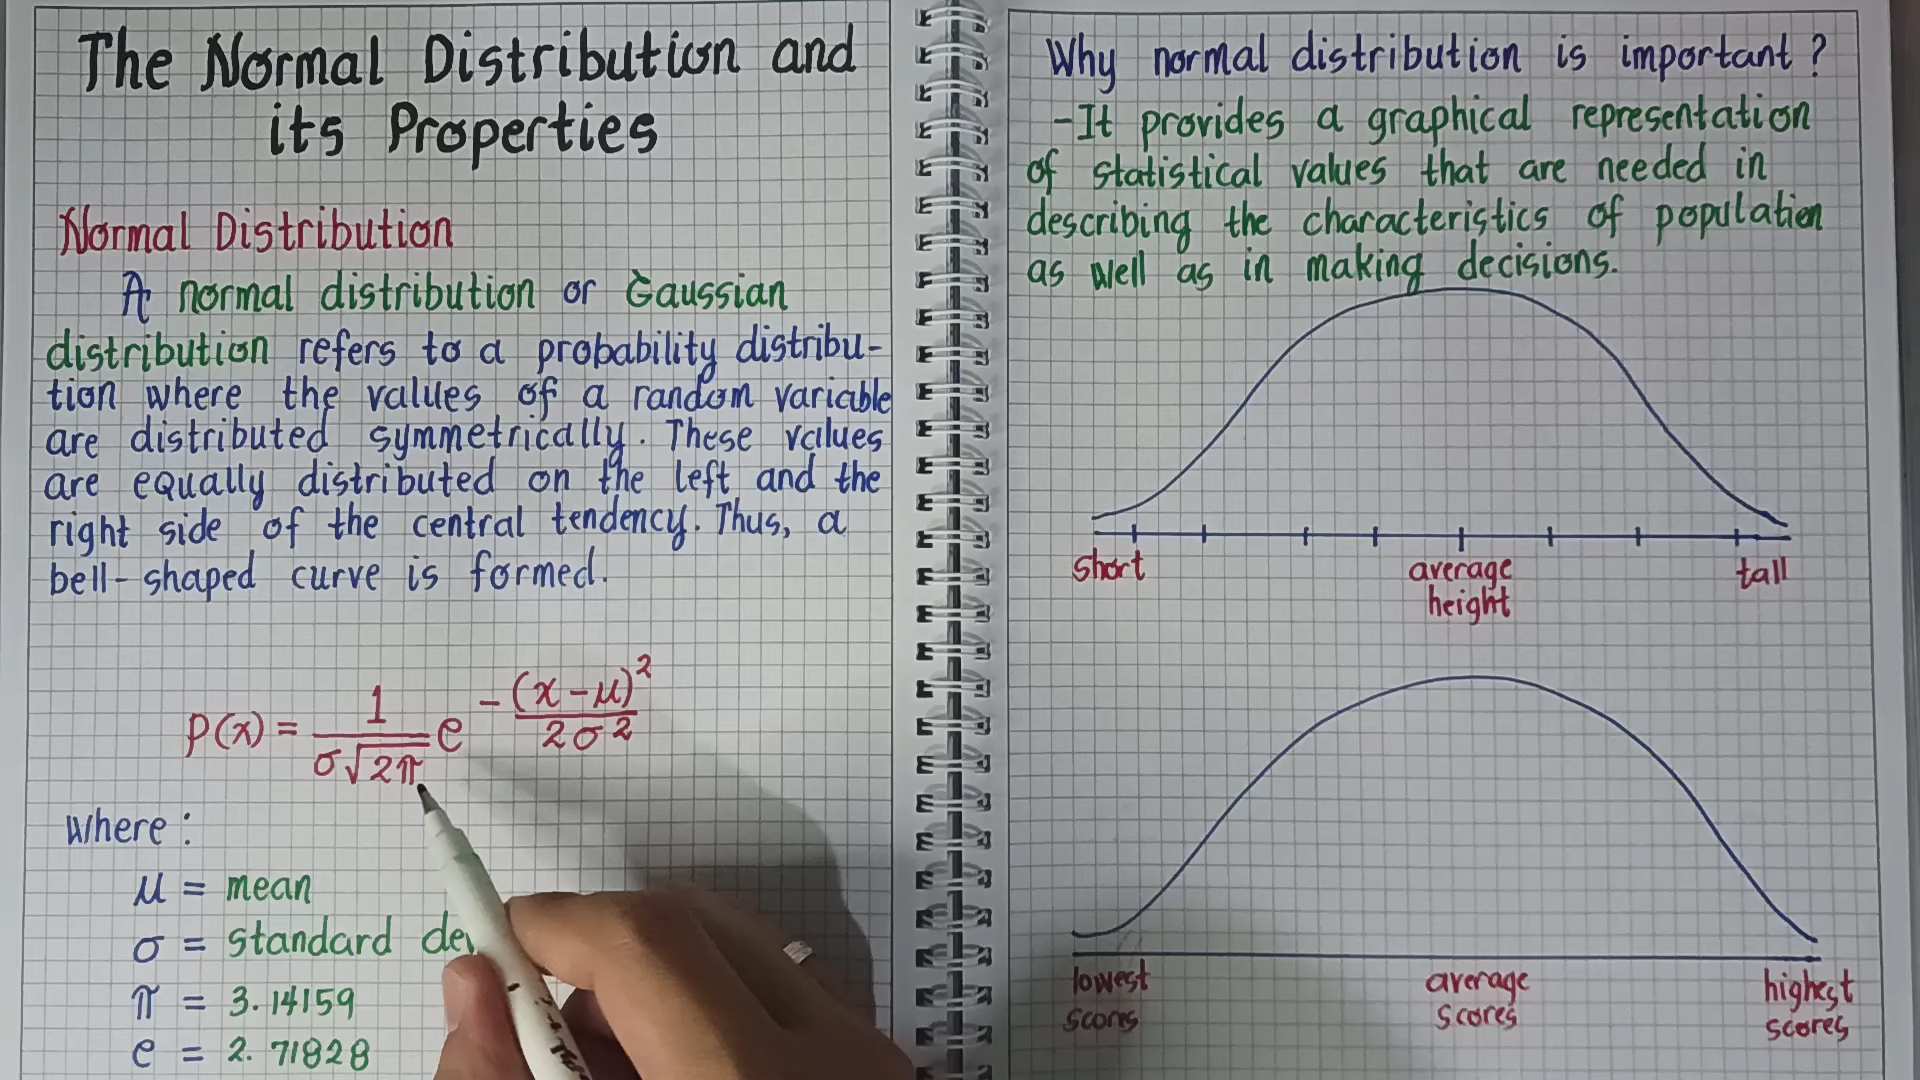 The Normal Distribution and
its Properties
Normal Distribution
A normal distribution or Gaussian
distribution refers to a probability distribu-
tion where the values of a random variable
are distributed symmetrically. These values
are equally distributed on the left and the
right side of the central tendency. Thus, a
bell-shaped curve is formed.
P(x) = 1/(σ√2π) e^(-(x-μ)²/2σ²)
where:
μ = mean
σ = standard
π = 3.14159
e = 2.71828
Why normal distribution is important?
-It provides a graphical representation
of statistical values that are needed in
describing the characteristics of population
as well as in making decisions.
short
average
height
tall
lowest
scores
average
scores
highest
scores